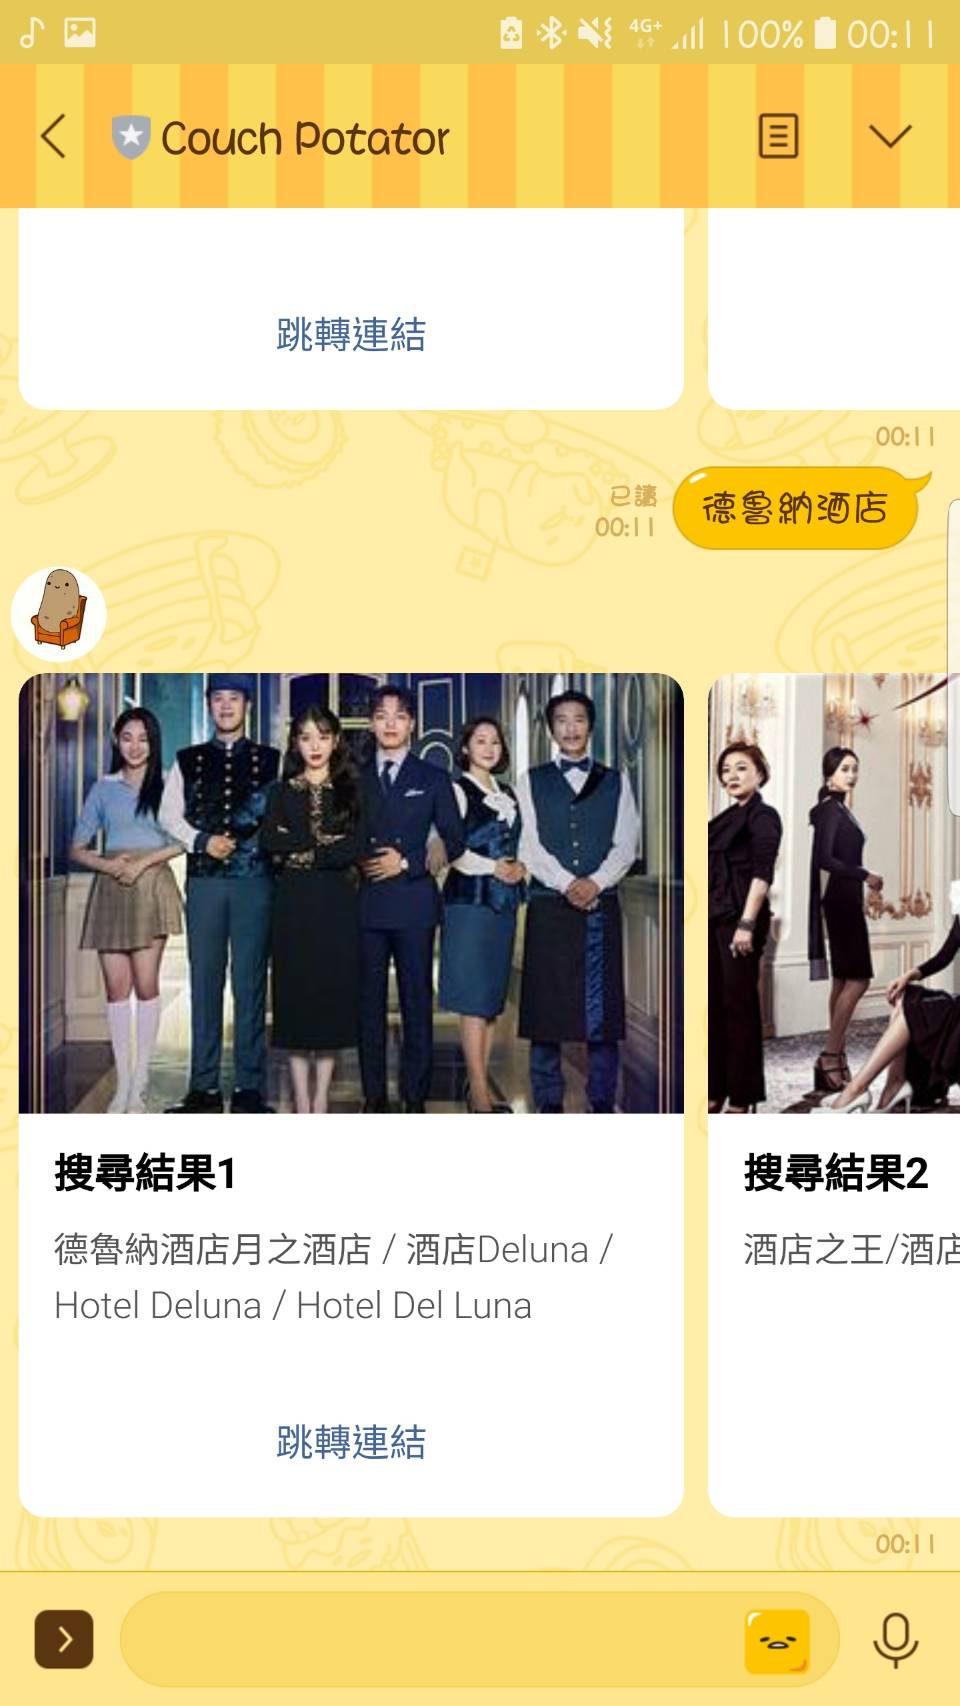 4G+ 100% 00:11
Couch Potator
跳轉連結
00:11
已讀
00:11
德魯納酒店
搜尋結果1
德魯納酒店月之酒店 / 酒店Deluna /
Hotel Deluna / Hotel Del Luna
跳轉連結
搜尋結果2
酒店之王/酒店
00:11